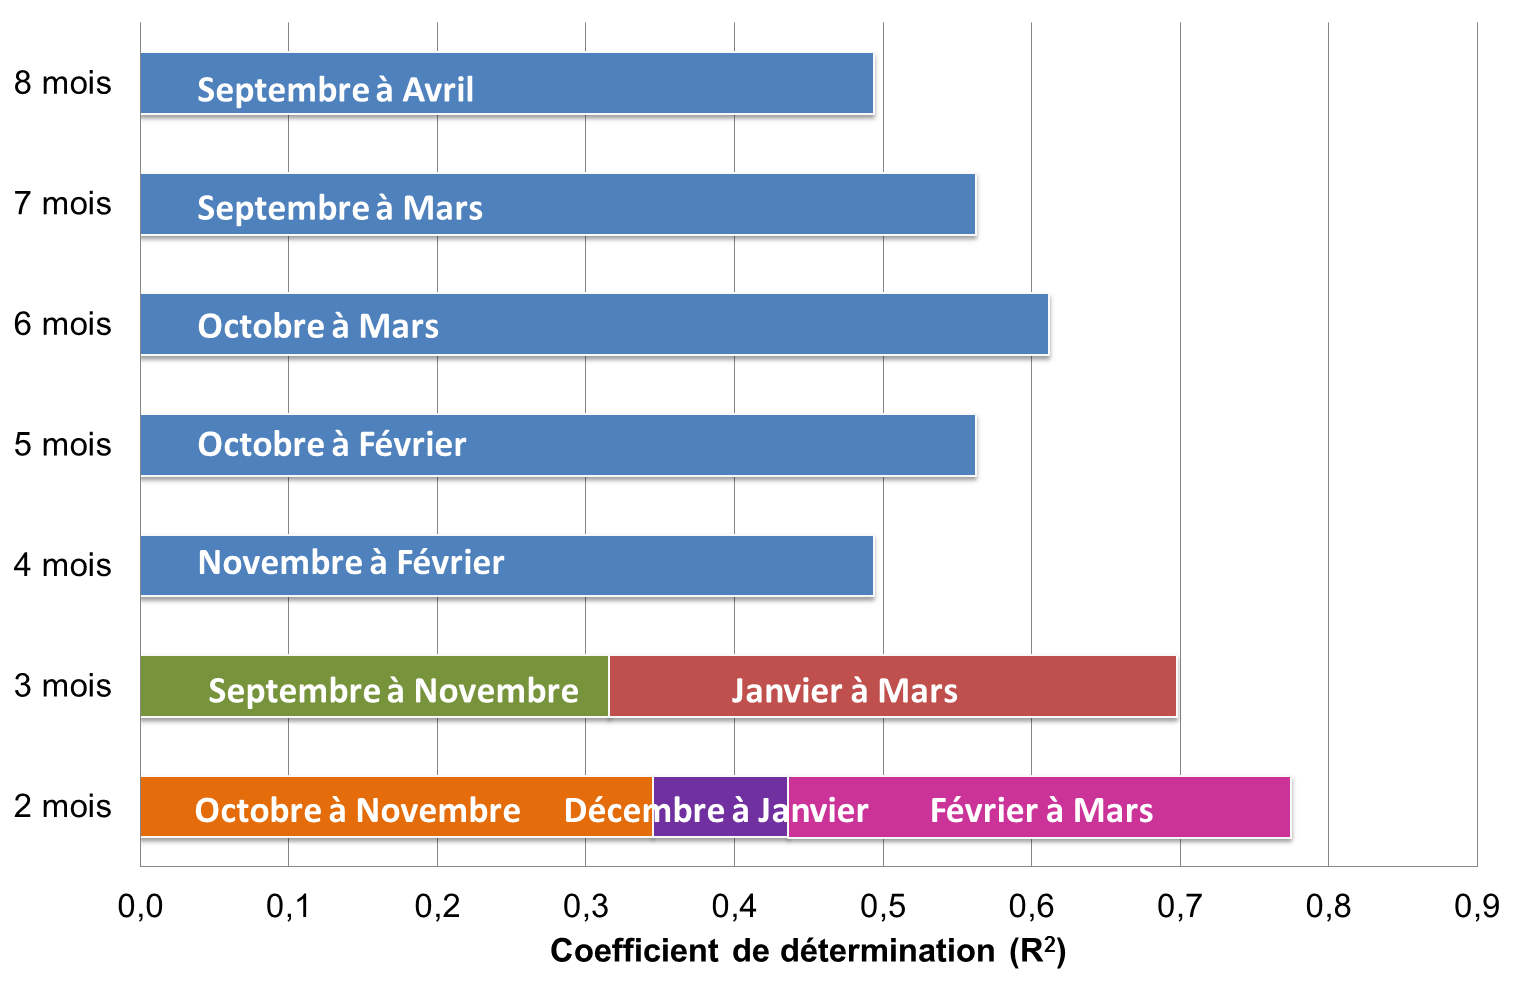 8 mois
Septembre à Avril
7 mois
Septembre à Mars
6 mois
Octobre à Mars
5 mois
Octobre à Février
4 mois
Novembre à Février
3 mois
Septembre à Novembre
Janvier à Mars
2 mois
Octobre à Novembre
Décembre à Janvier
Février à Mars
0,0 0,1 0,2 0,3 0,4 0,5 0,6 0,7 0,8 0,9
Coefficient de détermination (R²)